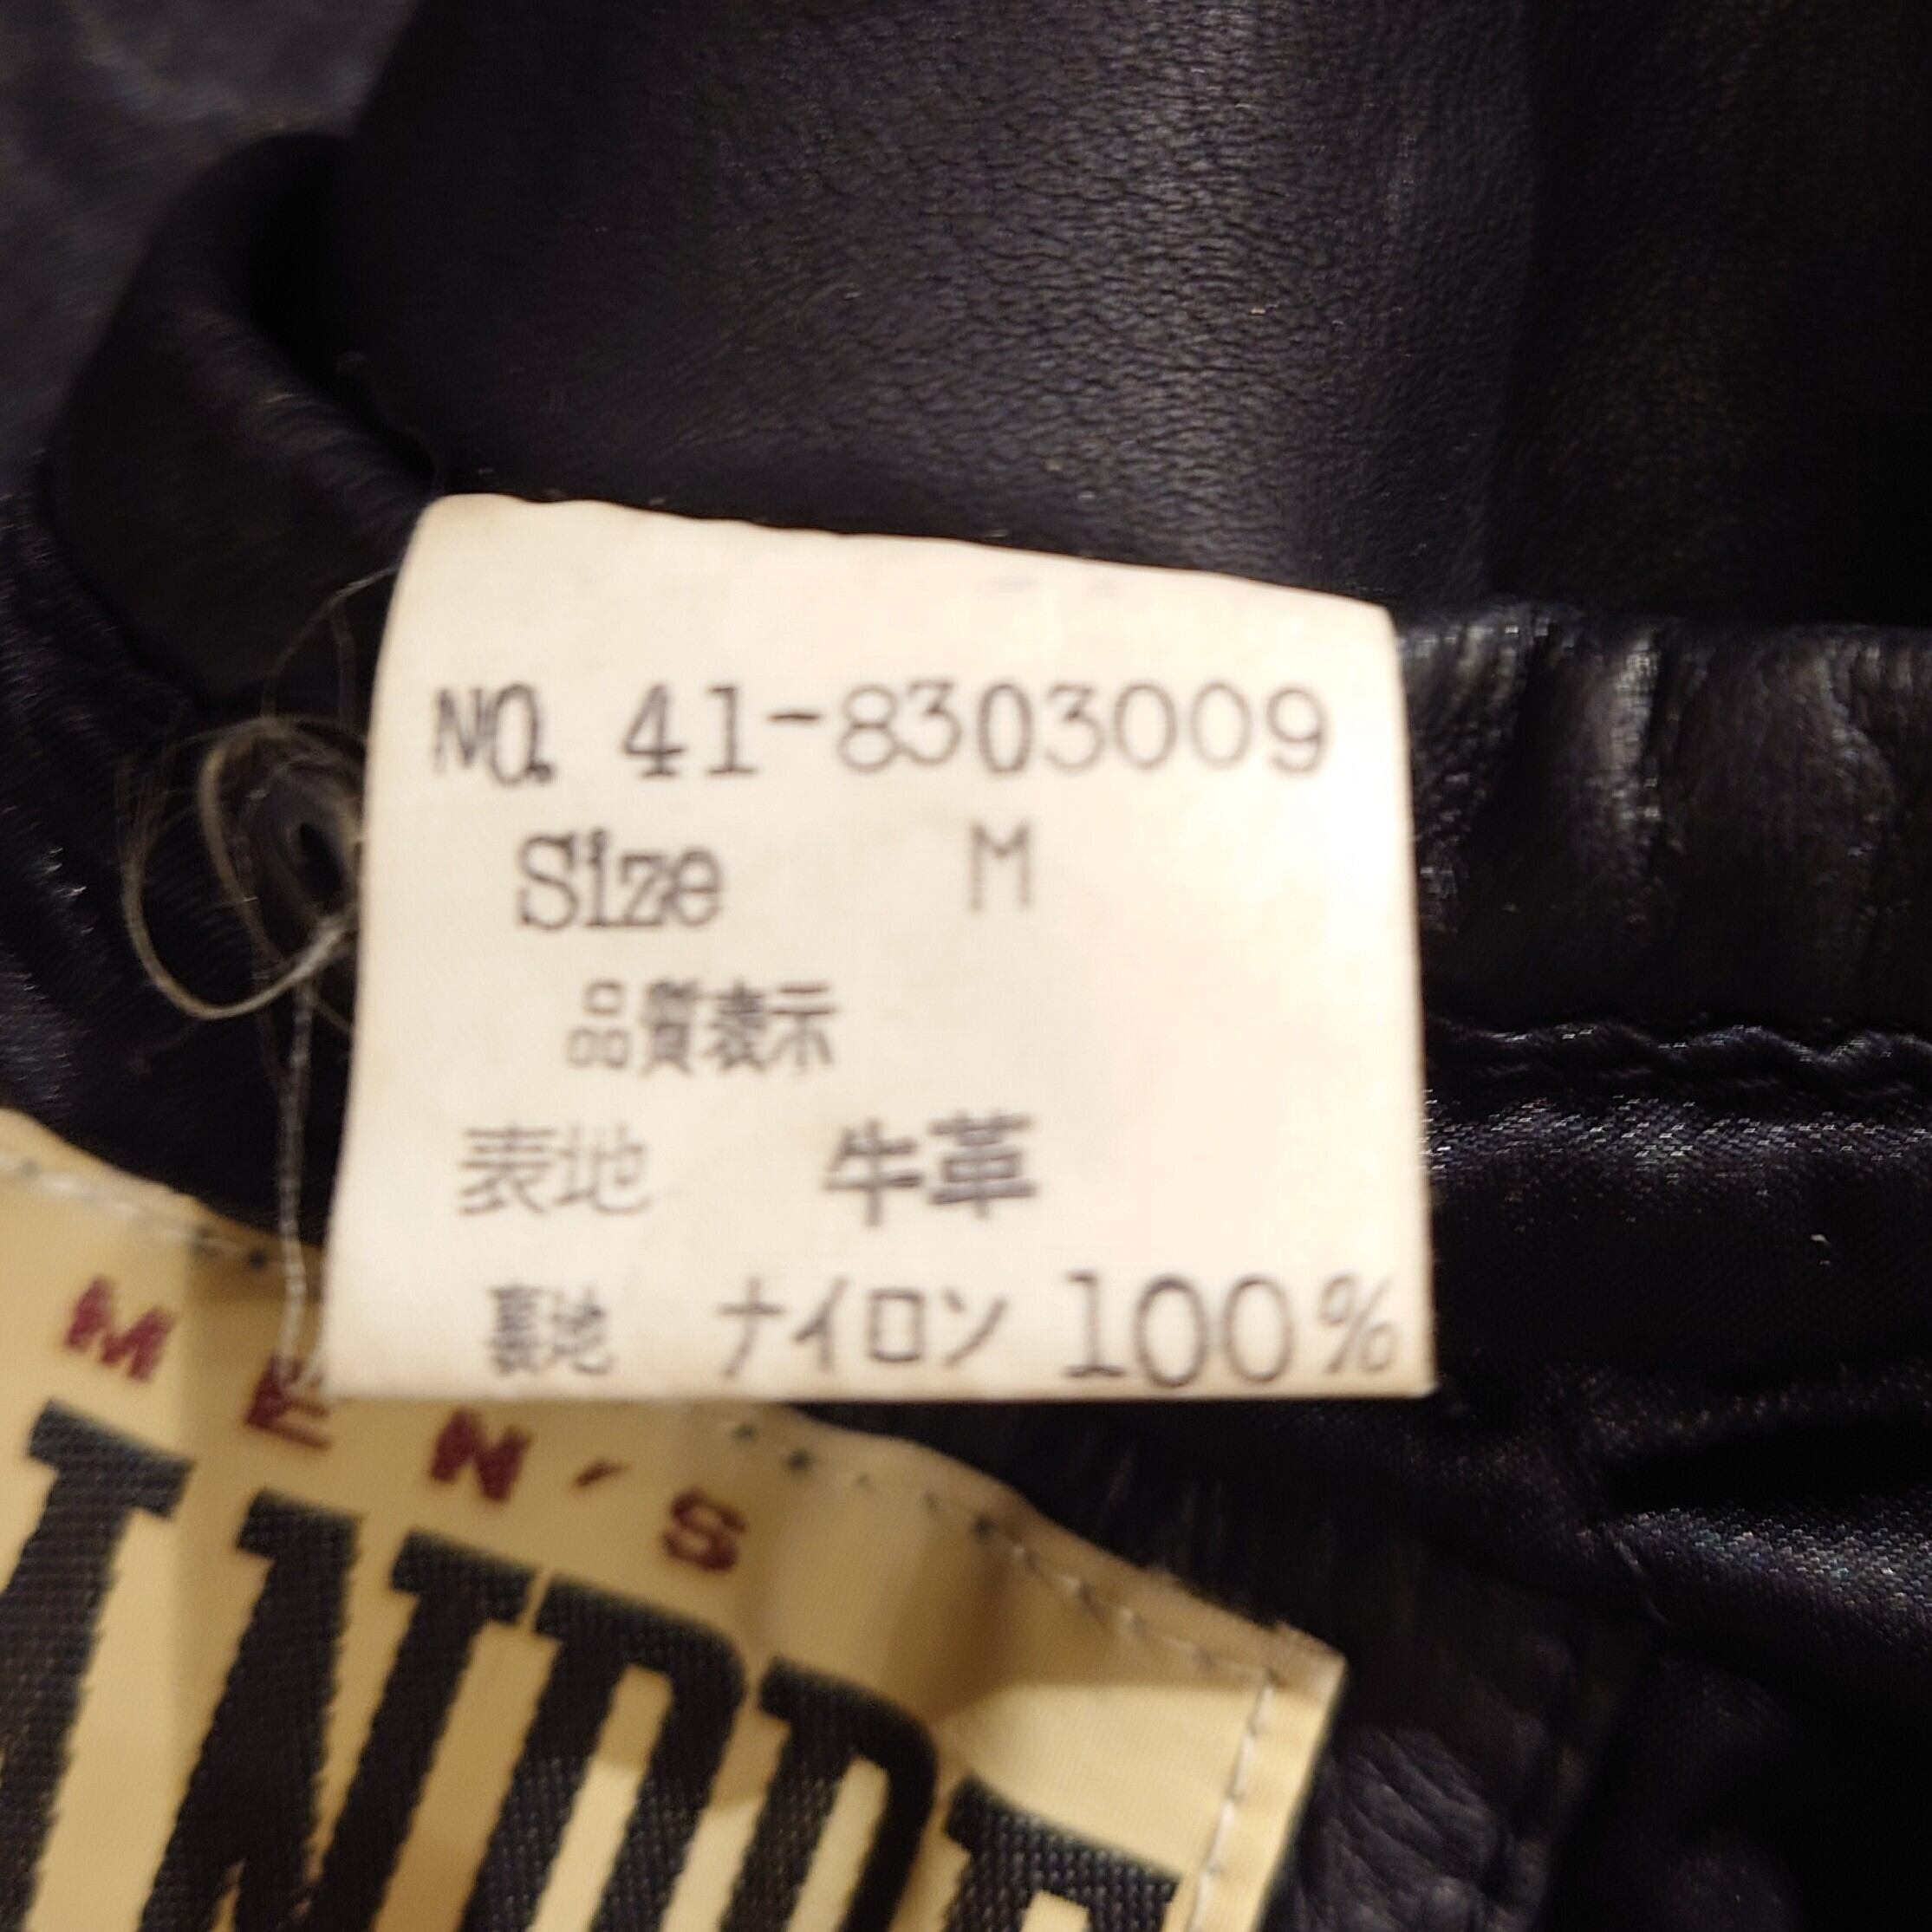 NO. 41-8303009
Size M
品質表示
表地 牛革
裏地 ナイロン 100%
MEN'S